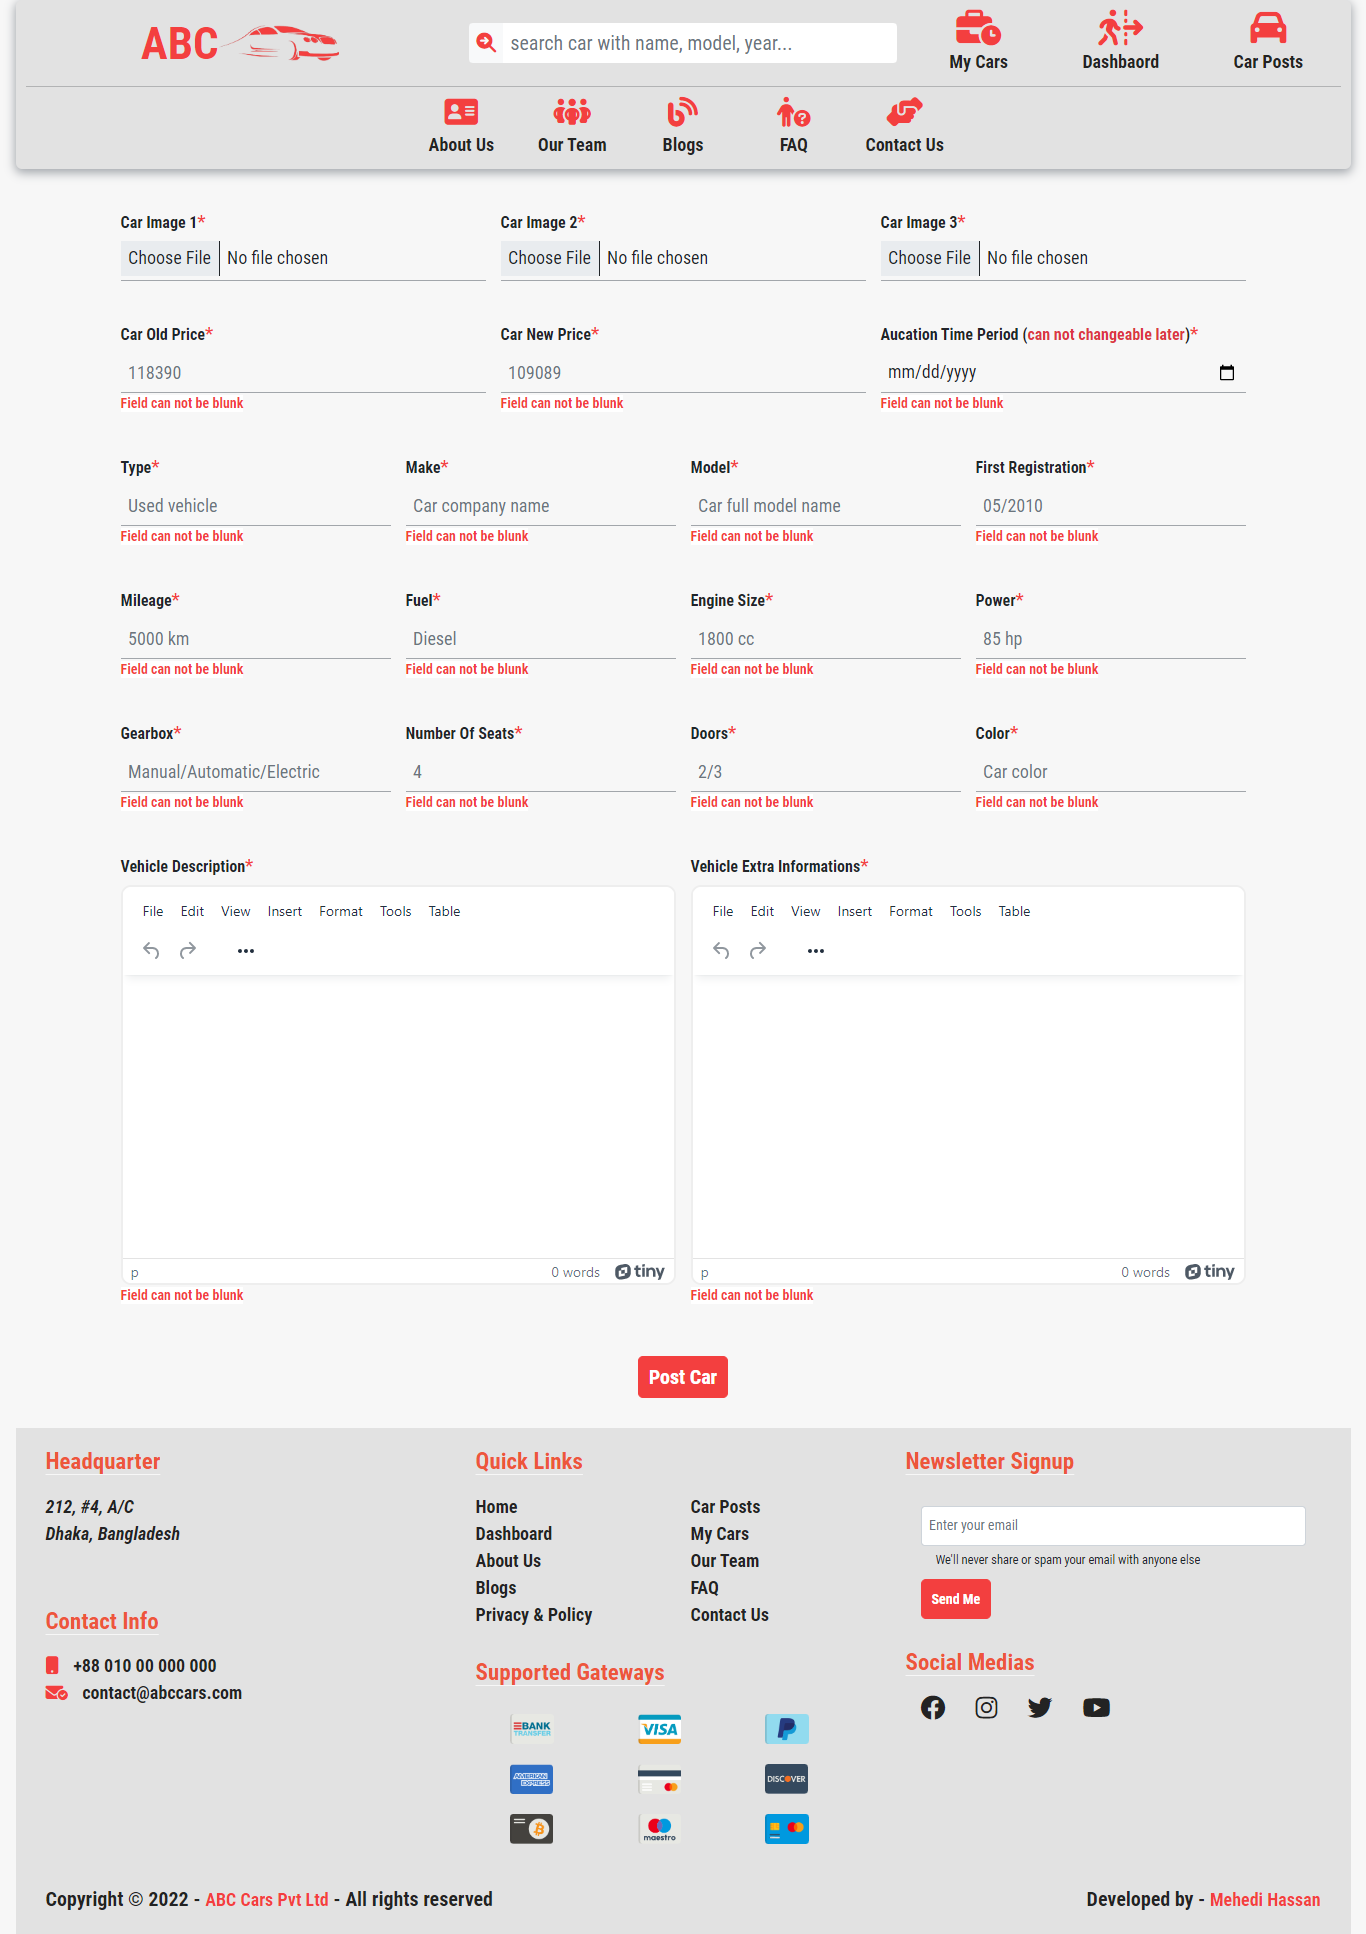 ABC
search car with name, model, year...
My Cars
Dashbaord
Car Posts
About Us
Our Team
Blogs
FAQ
Contact Us
Car Image 1*
Car Image 2*
Car Image 3*
Choose File No file chosen
Choose File No file chosen
Choose File No file chosen
Car Old Price*
Car New Price*
Aucation Time Period (can not changeable later)*
118390
109089
mm/dd/yyyy
Field can not be blunk
Field can not be blunk
Field can not be blunk
Type*
Make*
Model*
First Registration*
Used vehicle
Car company name
Car full model name
05/2010
Field can not be blunk
Field can not be blunk
Field can not be blunk
Field can not be blunk
Mileage*
Fuel*
Engine Size*
Power*
5000 km
Diesel
1800 cc
85 hp
Field can not be blunk
Field can not be blunk
Field can not be blunk
Field can not be blunk
Gearbox*
Number Of Seats*
Doors*
Color*
Manual/Automatic/Electric
4
2/3
Car color
Field can not be blunk
Field can not be blunk
Field can not be blunk
Field can not be blunk
Vehicle Description*
Vehicle Extra Informations*
File Edit View Insert Format Tools Table
File Edit View Insert Format Tools Table
p 0 words tiny
p 0 words tiny
Field can not be blunk
Field can not be blunk
Post Car
Headquarter
212, #4, A/C
Dhaka, Bangladesh
Contact Info
+88 010 00 000 000
contact@abccars.com
Quick Links
Home
Dashboard
About Us
Blogs
Privacy & Policy
Car Posts
My Cars
Our Team
FAQ
Contact Us
Supported Gateways
BANK
TRANSFER
VISA
AMERICAN
EXPRESS
DISCOVER
maestro
Newsletter Signup
Enter your email
We'll never share or spam your email with anyone else
Send Me
Social Medias
Copyright © 2022 - ABC Cars Pvt Ltd - All rights reserved
Developed by - Mehedi Hassan